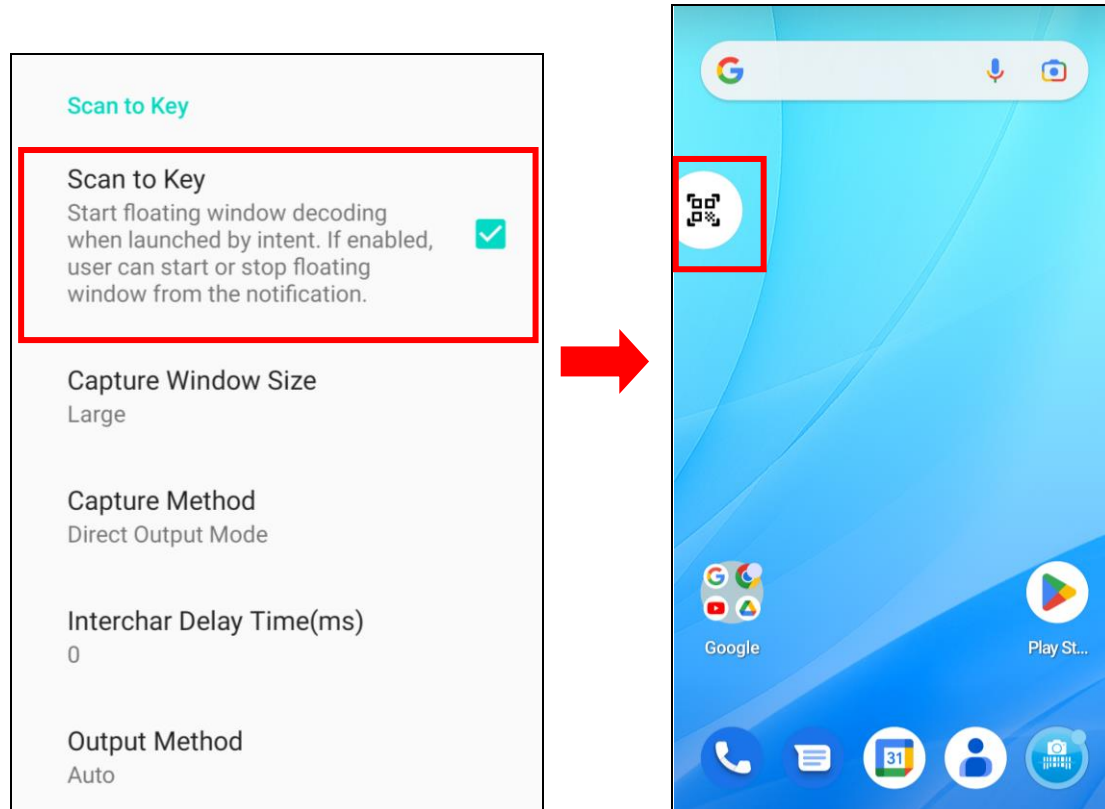 Scan to Key
Scan to Key
Start floating window decoding
when launched by intent. If enabled,
user can start or stop floating
window from the notification.
Capture Window Size
Large
Capture Method
Direct Output Mode
Interchar Delay Time(ms)
0
Output Method
Auto
G
G
Google
Play St...
31